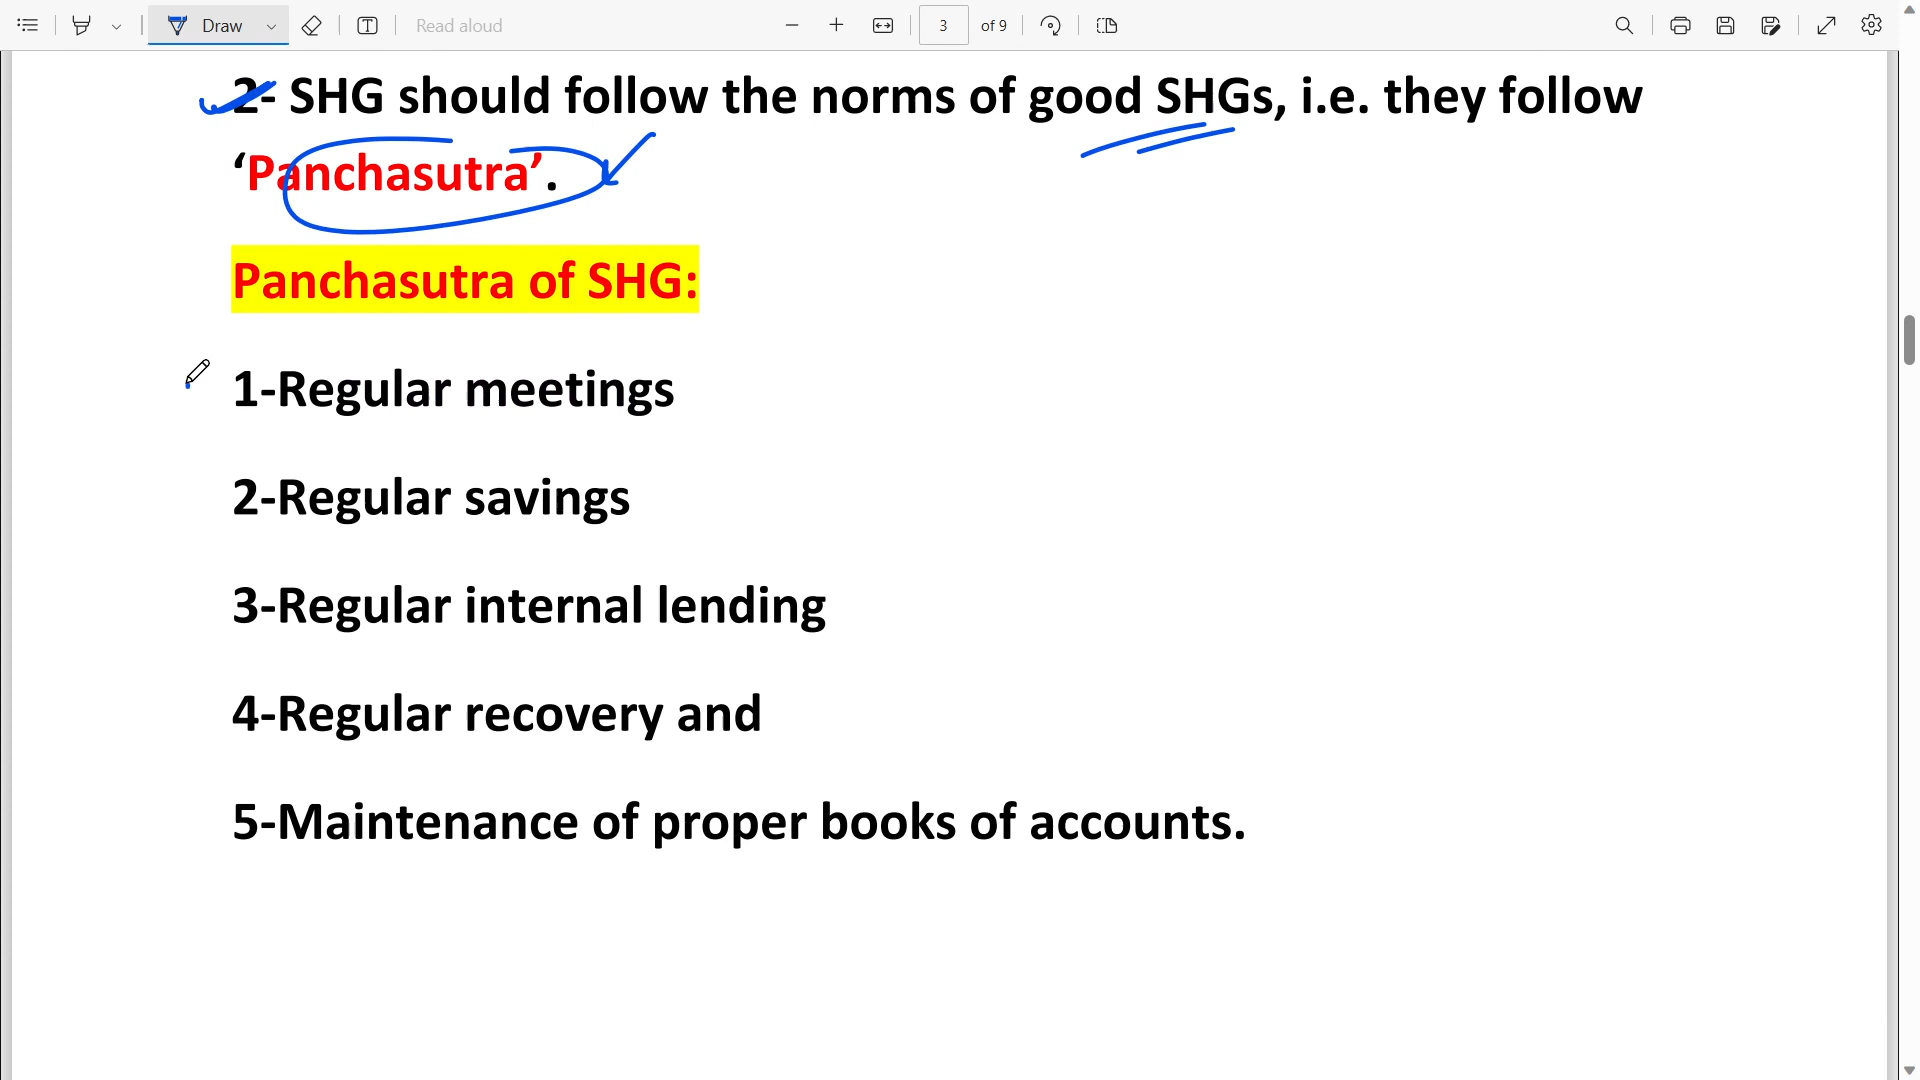 Draw
Read aloud
3 of 9
2- SHG should follow the norms of good SHGs, i.e. they follow
‘Panchasutra’.
Panchasutra of SHG:
1-Regular meetings
2-Regular savings
3-Regular internal lending
4-Regular recovery and
5-Maintenance of proper books of accounts.